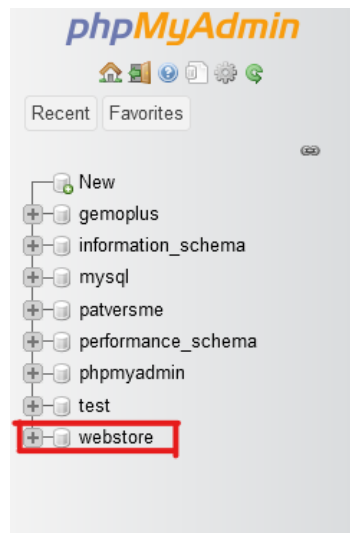 phpMyAdmin
Recent Favorites
New
gemoplus
information_schema
mysql
patversme
performance_schema
phpmyadmin
test
webstore